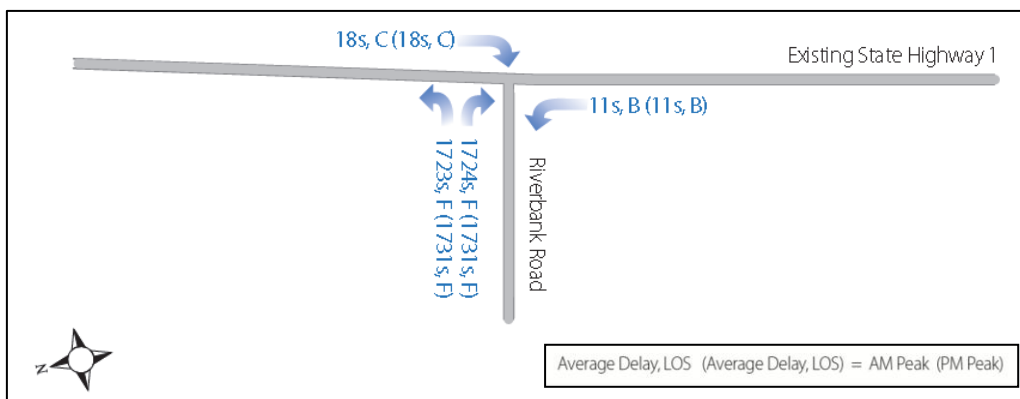 18s, C (18s, C)
Existing State Highway 1
11s, B (11s, B)
1723s, F (1731s, F)
1724s, F (1731s, F)
Riverbank Road
N
Average Delay, LOS (Average Delay, LOS) = AM Peak (PM Peak)